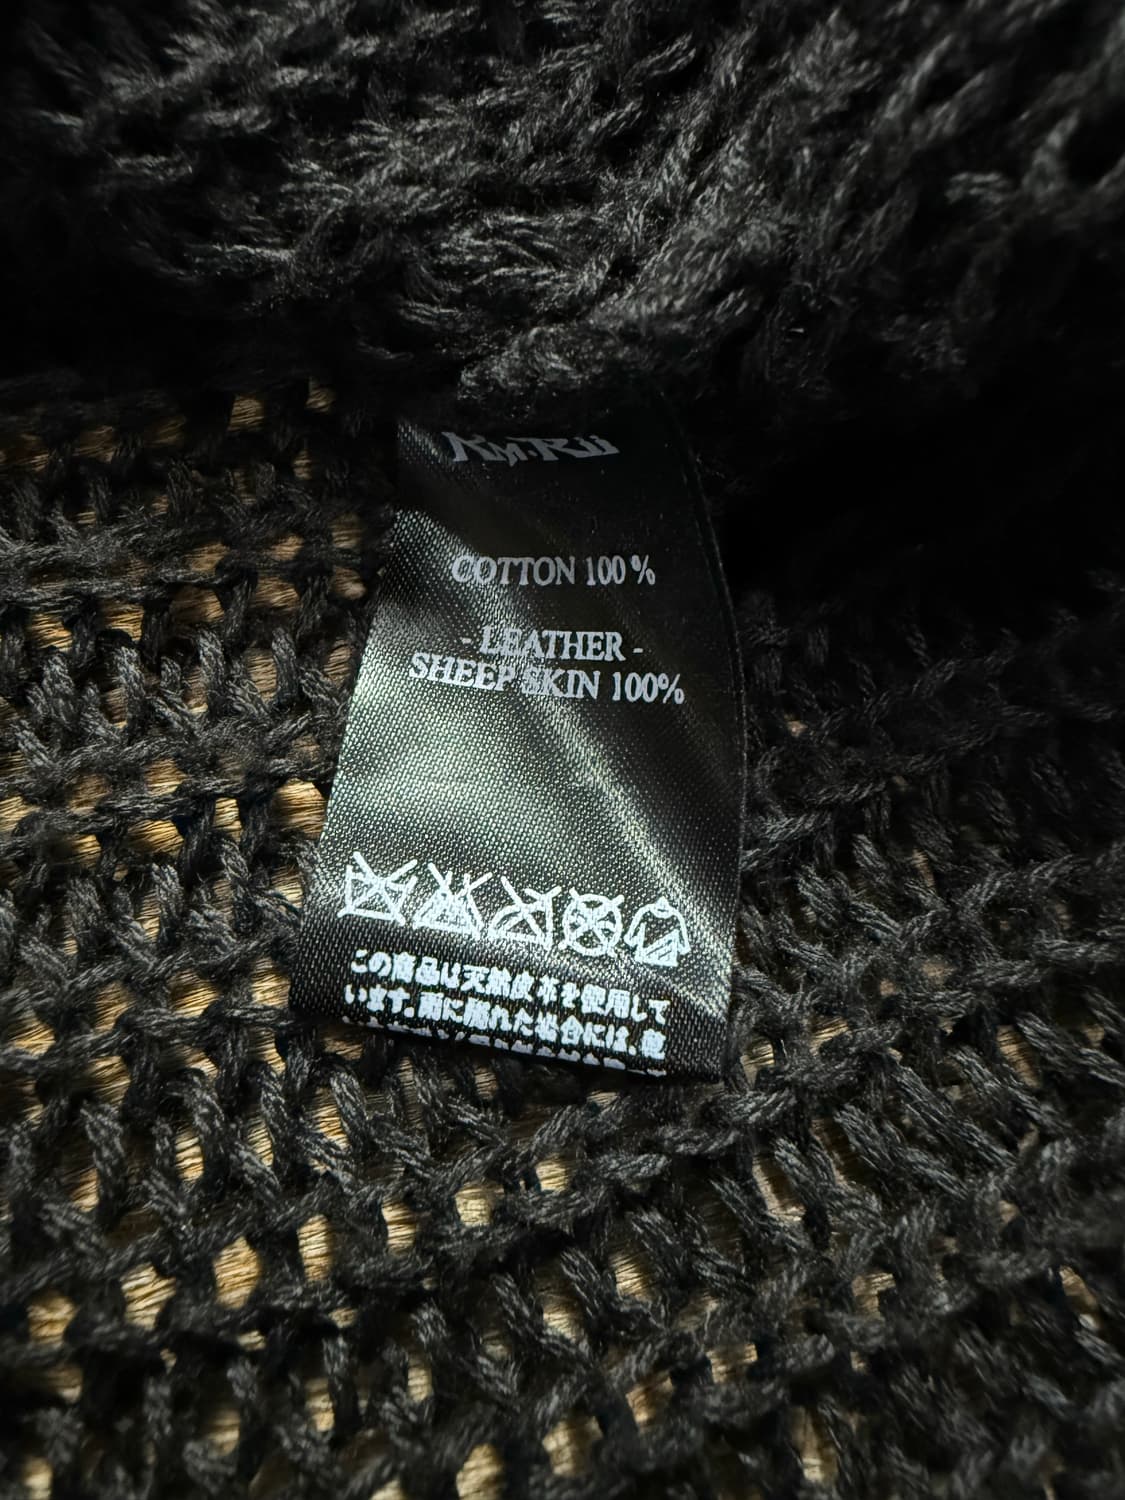 KMRii
COTTON 100%
- LEATHER -
SHEEP SKIN 100%
この商品は天然皮革を使用して
います。雨に濡れた場合には、